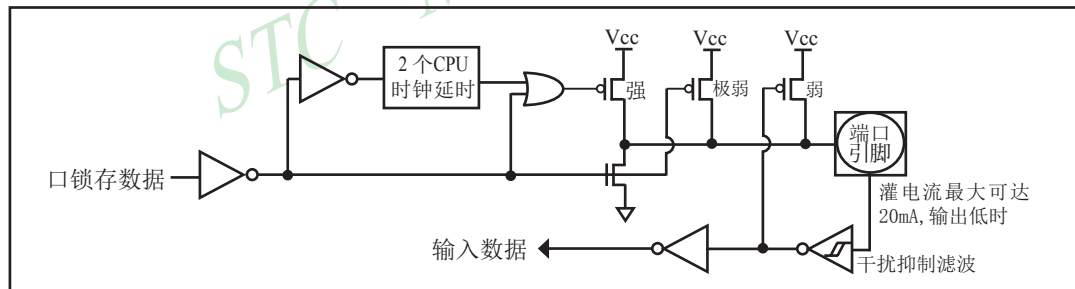 STC
Vcc
Vcc
Vcc
2 个CPU
时钟延时
强
极弱
弱
端口
引脚
口锁存数据
灌电流最大可达
20mA,输出低时
输入数据
干扰抑制滤波